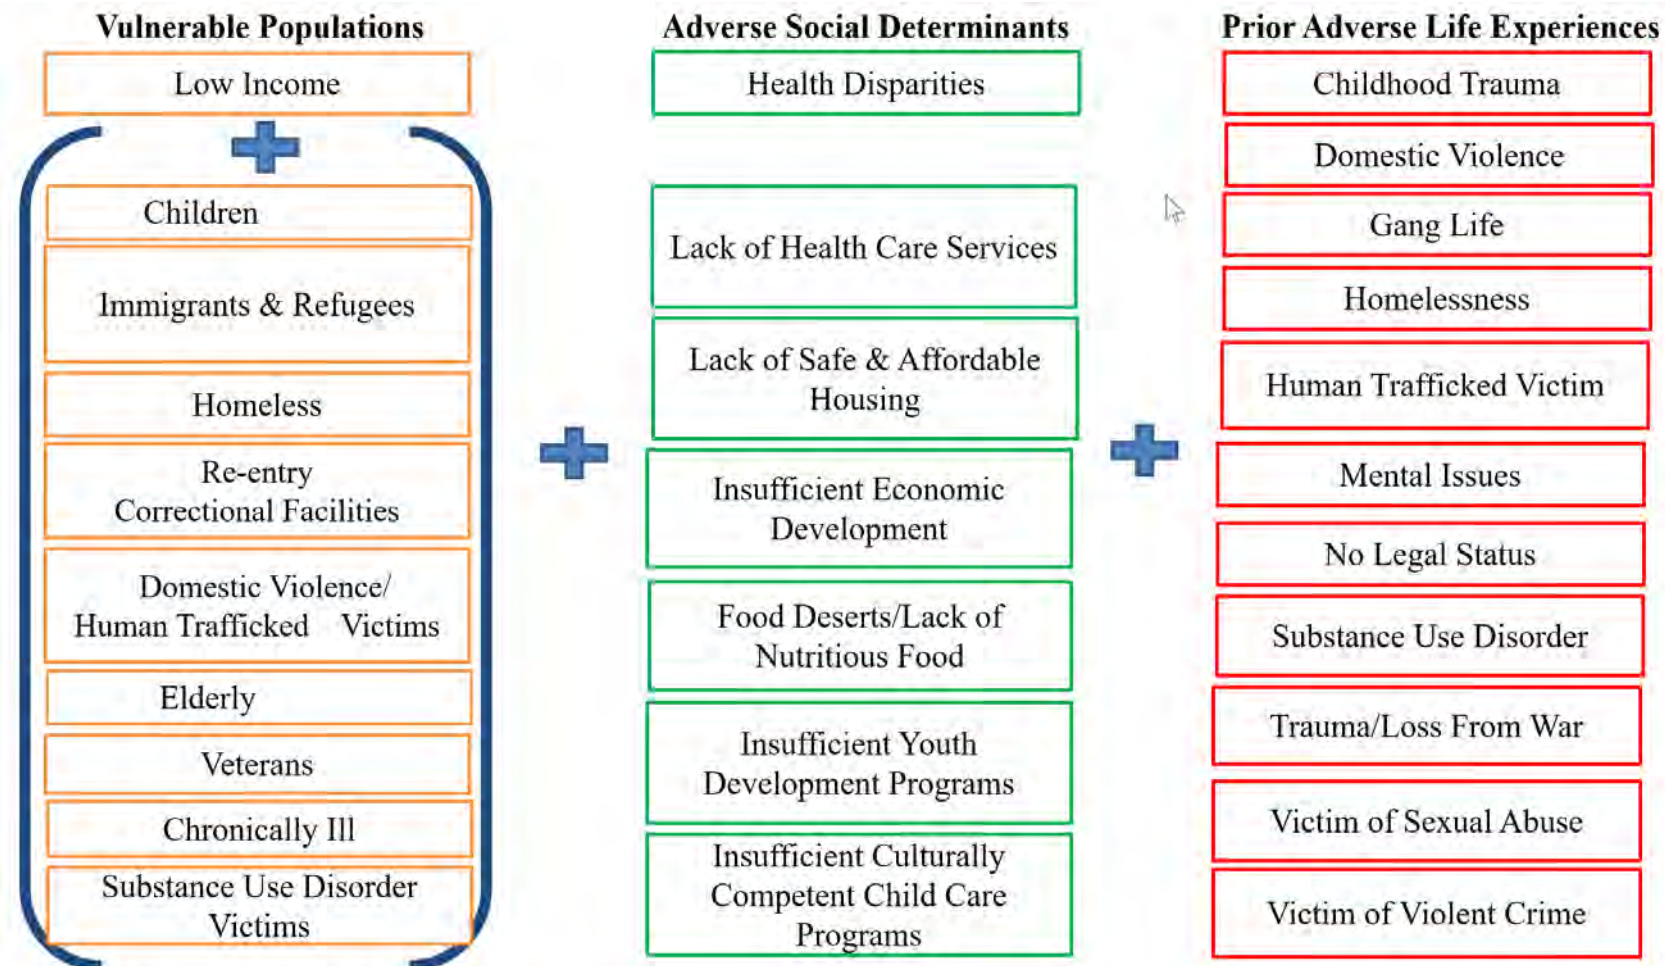 Vulnerable Populations
Low Income
Children
Immigrants & Refugees
Homeless
Re-entry
Correctional Facilities
Domestic Violence/
Human Trafficked Victims
Elderly
Veterans
Chronically Ill
Substance Use Disorder
Victims
Adverse Social Determinants
Health Disparities
Lack of Health Care Services
Lack of Safe & Affordable
Housing
Insufficient Economic
Development
Food Deserts/Lack of
Nutritious Food
Insufficient Youth
Development Programs
Insufficient Culturally
Competent Child Care
Programs
Prior Adverse Life Experiences
Childhood Trauma
Domestic Violence
Gang Life
Homelessness
Human Trafficked Victim
Mental Issues
No Legal Status
Substance Use Disorder
Trauma/Loss From War
Victim of Sexual Abuse
Victim of Violent Crime